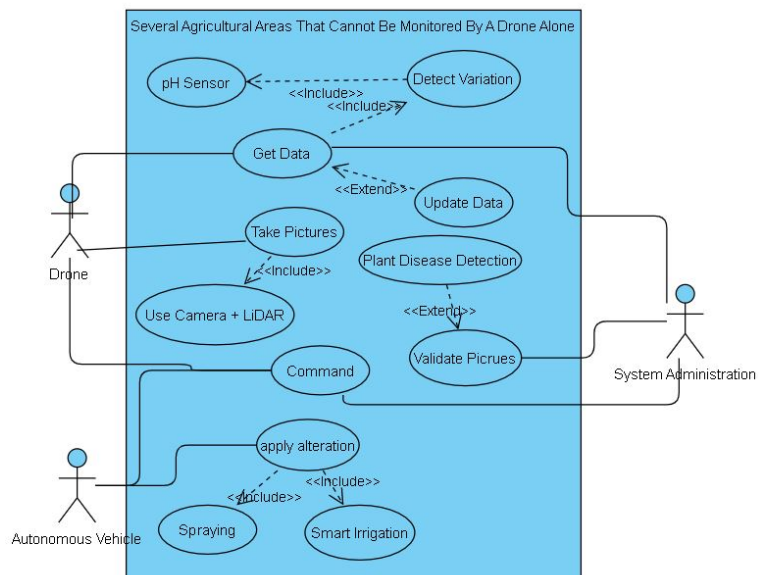 Several Agricultural Areas That Cannot Be Monitored By A Drone Alone
pH Sensor
Detect Variation
<<Include>>
<<Include>>
Get Data
<<Extend>>
Update Data
Take Pictures
Drone
<<Include>>
Plant Disease Detection
Use Camera + LiDAR
<<Extend>>
Validate Picrues
System Administration
Command
apply alteration
<<Include>>
<<Include>>
Spraying
Smart Irrigation
Autonomous Vehicle